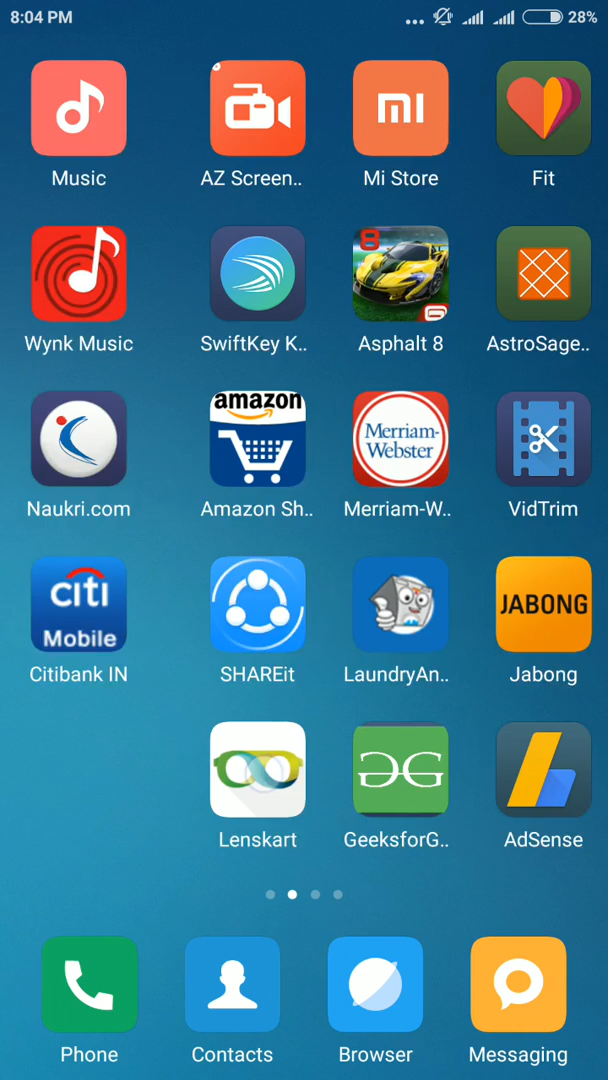 8:04 PM
28%
Music
AZ Screen..
mi
Mi Store
Fit
Wynk Music
SwiftKey K..
8
Asphalt 8
AstroSage..
Naukri.com
amazon
Amazon Sh..
Merriam-
Webster
Merriam-W..
VidTrim
citi
Mobile
Citibank IN
SHAREit
LaundryAn..
JABONG
Jabong
Lenskart
GeeksforG..
AdSense
Phone
Contacts
Browser
Messaging